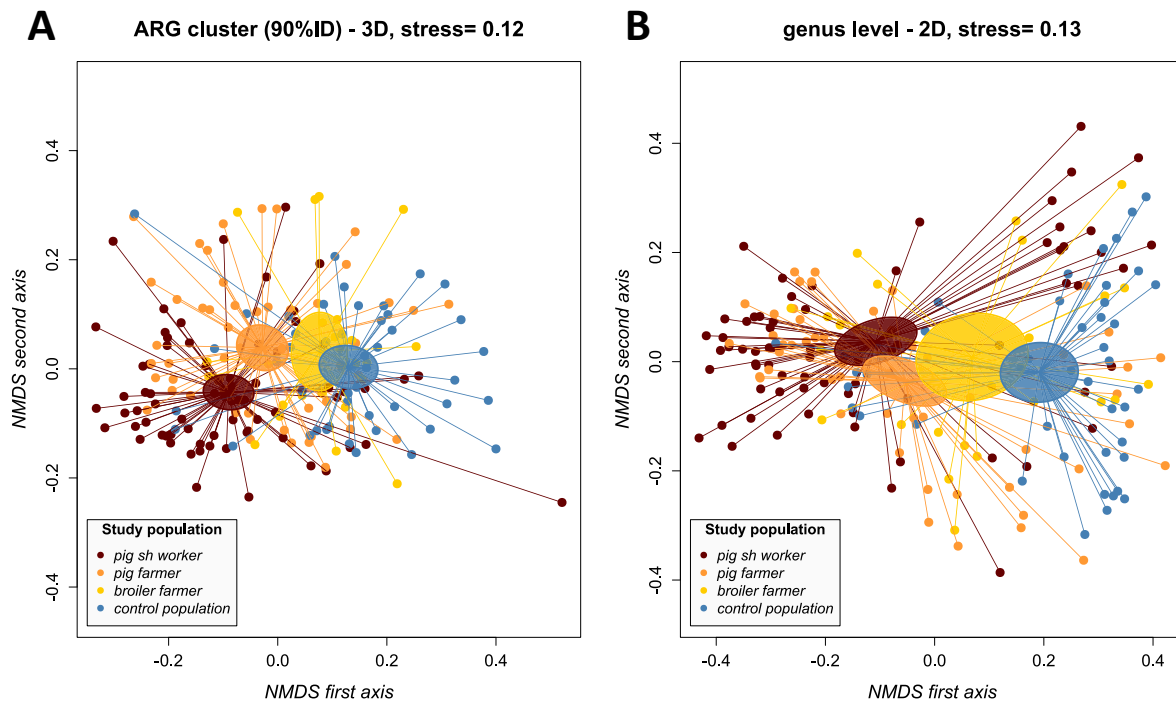 A
ARG cluster (90%ID) - 3D, stress= 0.12
NMDS second axis
0.4
0.2
0.0
-0.2
-0.4
Study population
pig sh worker
pig farmer
broiler farmer
control population
-0.2
0.0
0.2
0.4
NMDS first axis
B
genus level - 2D, stress= 0.13
NMDS second axis
0.4
0.2
0.0
-0.2
-0.4
Study population
pig sh worker
pig farmer
broiler farmer
control population
-0.4
-0.2
0.0
0.2
0.4
NMDS first axis